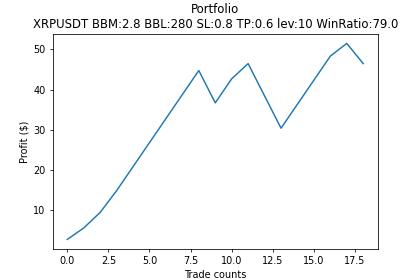 Portfolio
XRPUSDT BBM:2.8 BBL:280 SL:0.8 TP:0.6 lev:10 WinRatio:79.0
50
40
30
20
10
Profit ($)
0.0 2.5 5.0 7.5 10.0 12.5 15.0 17.5
Trade counts